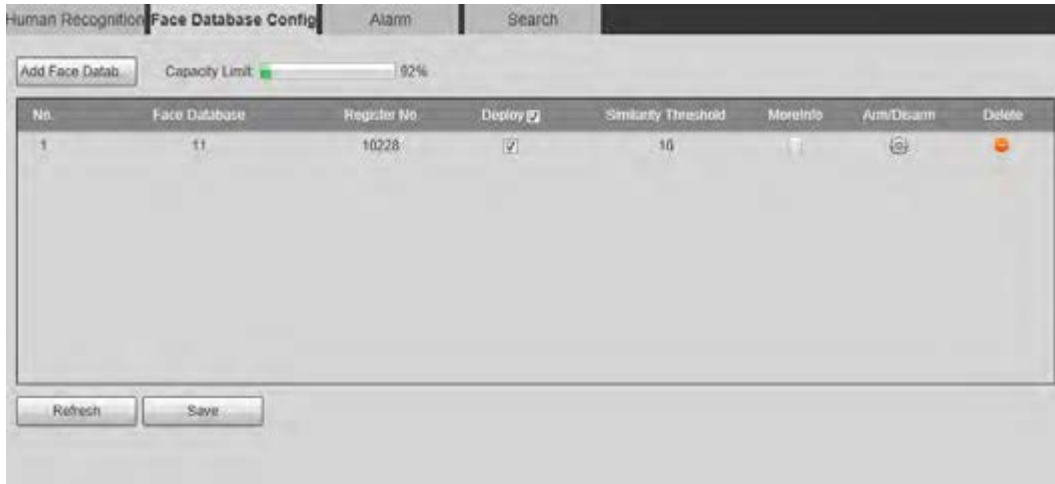 Human Recognition Face Database Config Alarm Search
Add Face Datab... Capacity Limit: 92%
No. Face Database Register No. Deploy Similarity Threshold MoreInfo Arm/Disarm Delete
1 11 10228 10
Refresh Save